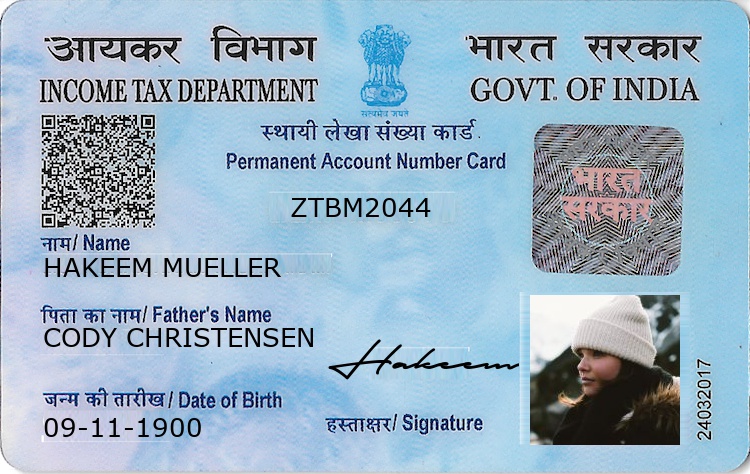 आयकर विभाग
INCOME TAX DEPARTMENT
भारत सरकार
GOVT. OF INDIA
सत्यमेव जयते
स्थायी लेखा संख्या कार्ड
Permanent Account Number Card
ZTBM2044
भारत
सरकार
नाम/ Name
HAKEEM MUELLER
पिता का नाम/ Father's Name
CODY CHRISTENSEN
Hakeem
जन्म की तारीख / Date of Birth
09-11-1900
हस्ताक्षर/ Signature
24032017